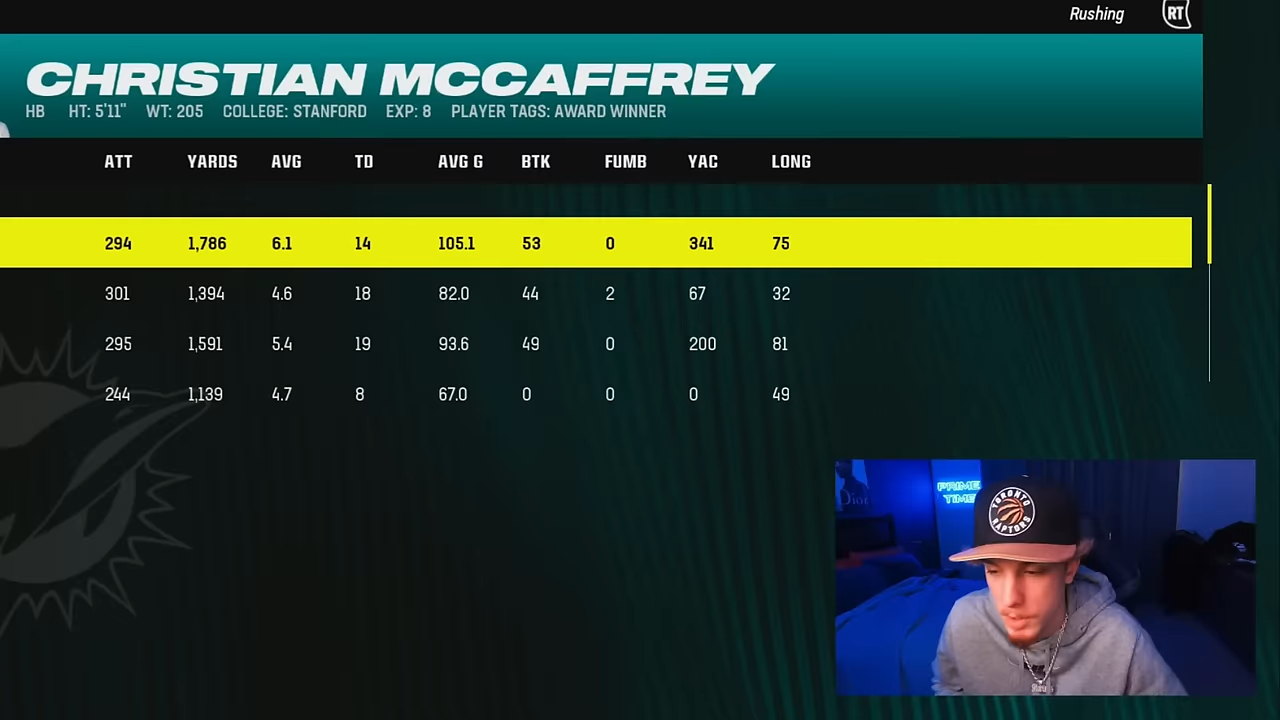 Rushing RT
CHRISTIAN MCCAFFREY
HB HT: 5'11" WT: 205 COLLEGE: STANFORD EXP: 8 PLAYER TAGS: AWARD WINNER
ATT YARDS AVG TD AVG G BTK FUMB YAC LONG
294 1,786 6.1 14 105.1 53 0 341 75
301 1,394 4.6 18 82.0 44 2 67 32
295 1,591 5.4 19 93.6 49 0 200 81
244 1,139 4.7 8 67.0 0 0 0 49
Dior
PRIME
TIME
TORONTO
RAPTORS